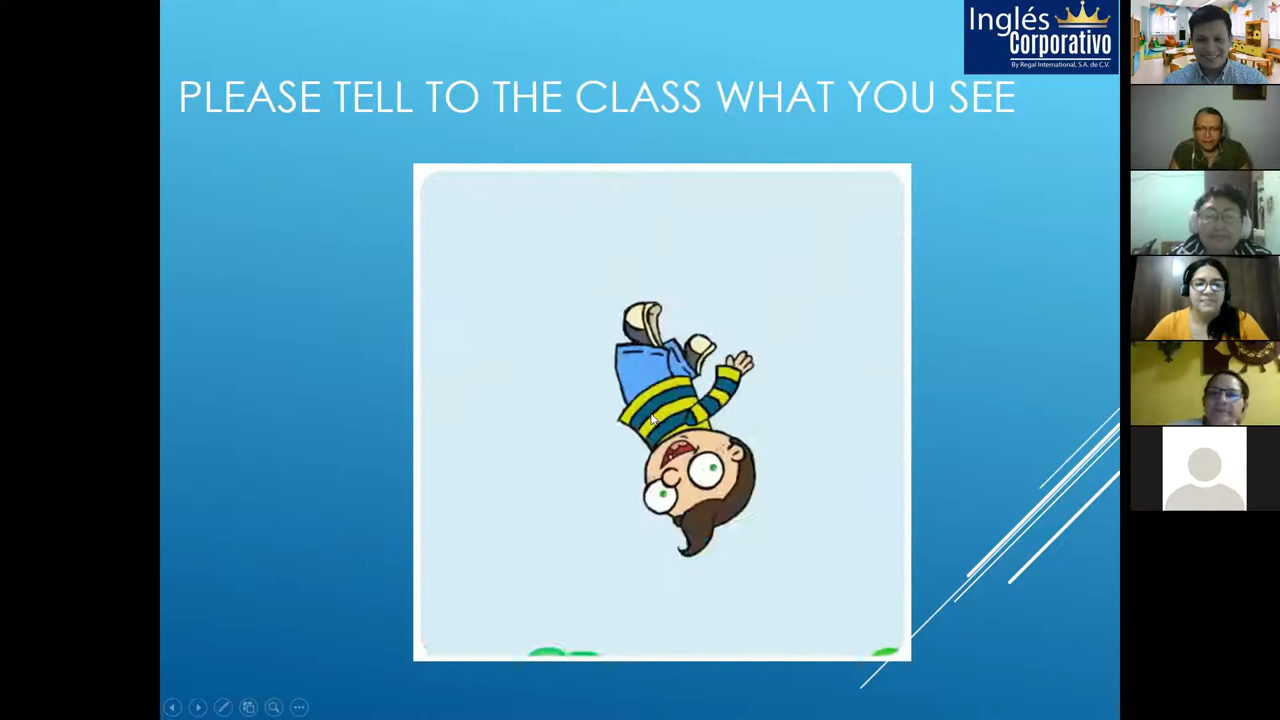 Inglés
Corporativo
By Regal International, S.A. de C.V.
PLEASE TELL TO THE CLASS WHAT YOU SEE